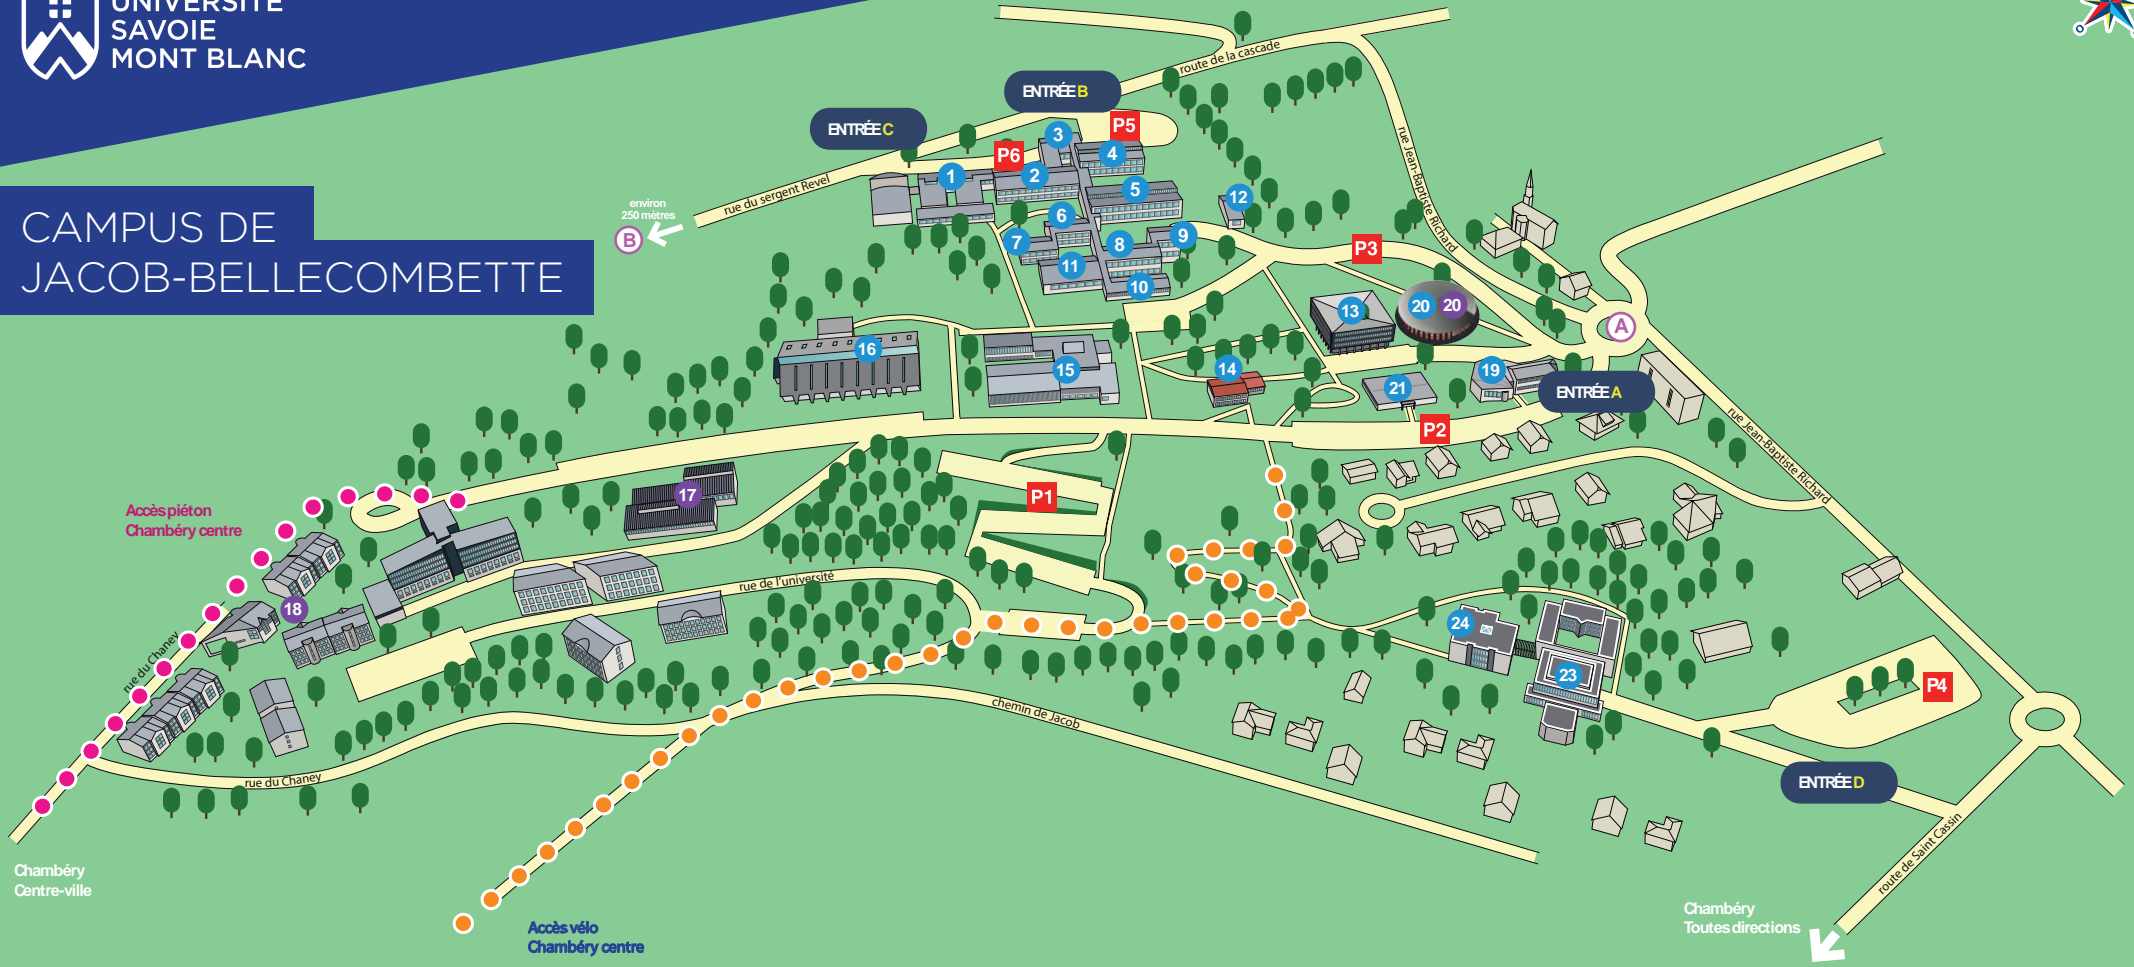 UNIVERSITÉ
SAVOIE
MONT BLANC
CAMPUS DE
JACOB-BELLECOMBETTE
route de la cascade
ENTRÉE B
ENTRÉE C
P5
P6
3
4
1
2
5
12
6
7
8
9
11
10
rue du sergent Revel
environ
250 mètres
B
rue Jean-Baptiste Richard
P3
13
20
20
A
16
15
14
21
19
ENTRÉE A
P2
rue Jean-Baptiste Richard
17
P1
Accès piéton
Chambéry centre
18
rue de l'université
rue du Chaney
24
23
P4
chemin de Jacob
rue du Chaney
ENTRÉE D
route de Saint Cassin
Chambéry
Centre-ville
Accès vélo
Chambéry centre
Chambéry
Toutes directions